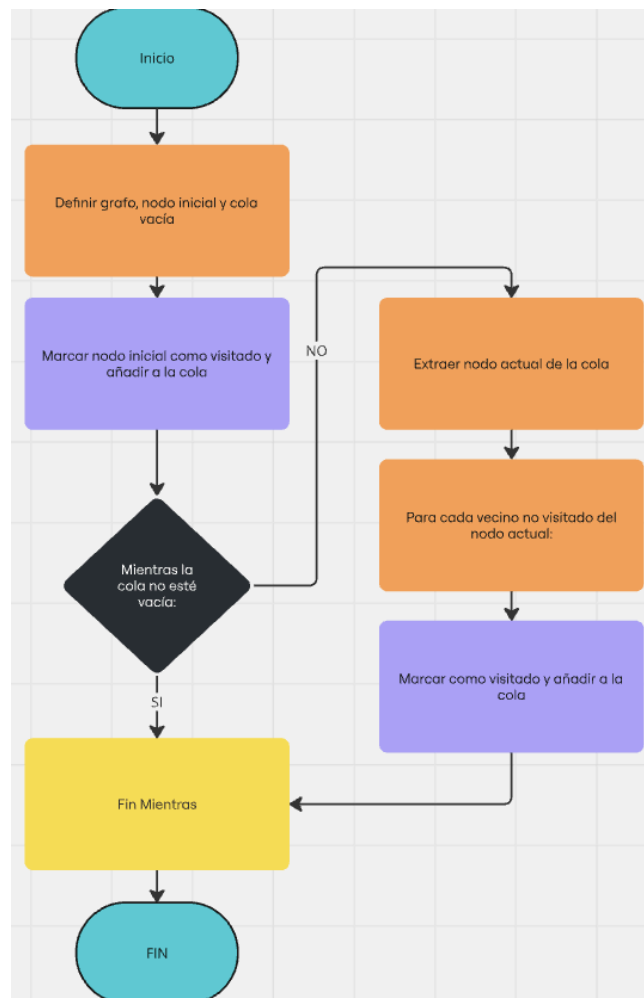 Inicio
Definir grafo, nodo inicial y cola
vacía
Marcar nodo inicial como visitado y
añadir a la cola
Mientras la
cola no esté
vacía:
NO
SI
Extraer nodo actual de la cola
Para cada vecino no visitado del
nodo actual:
Marcar como visitado y añadir a la
cola
Fin Mientras
FIN